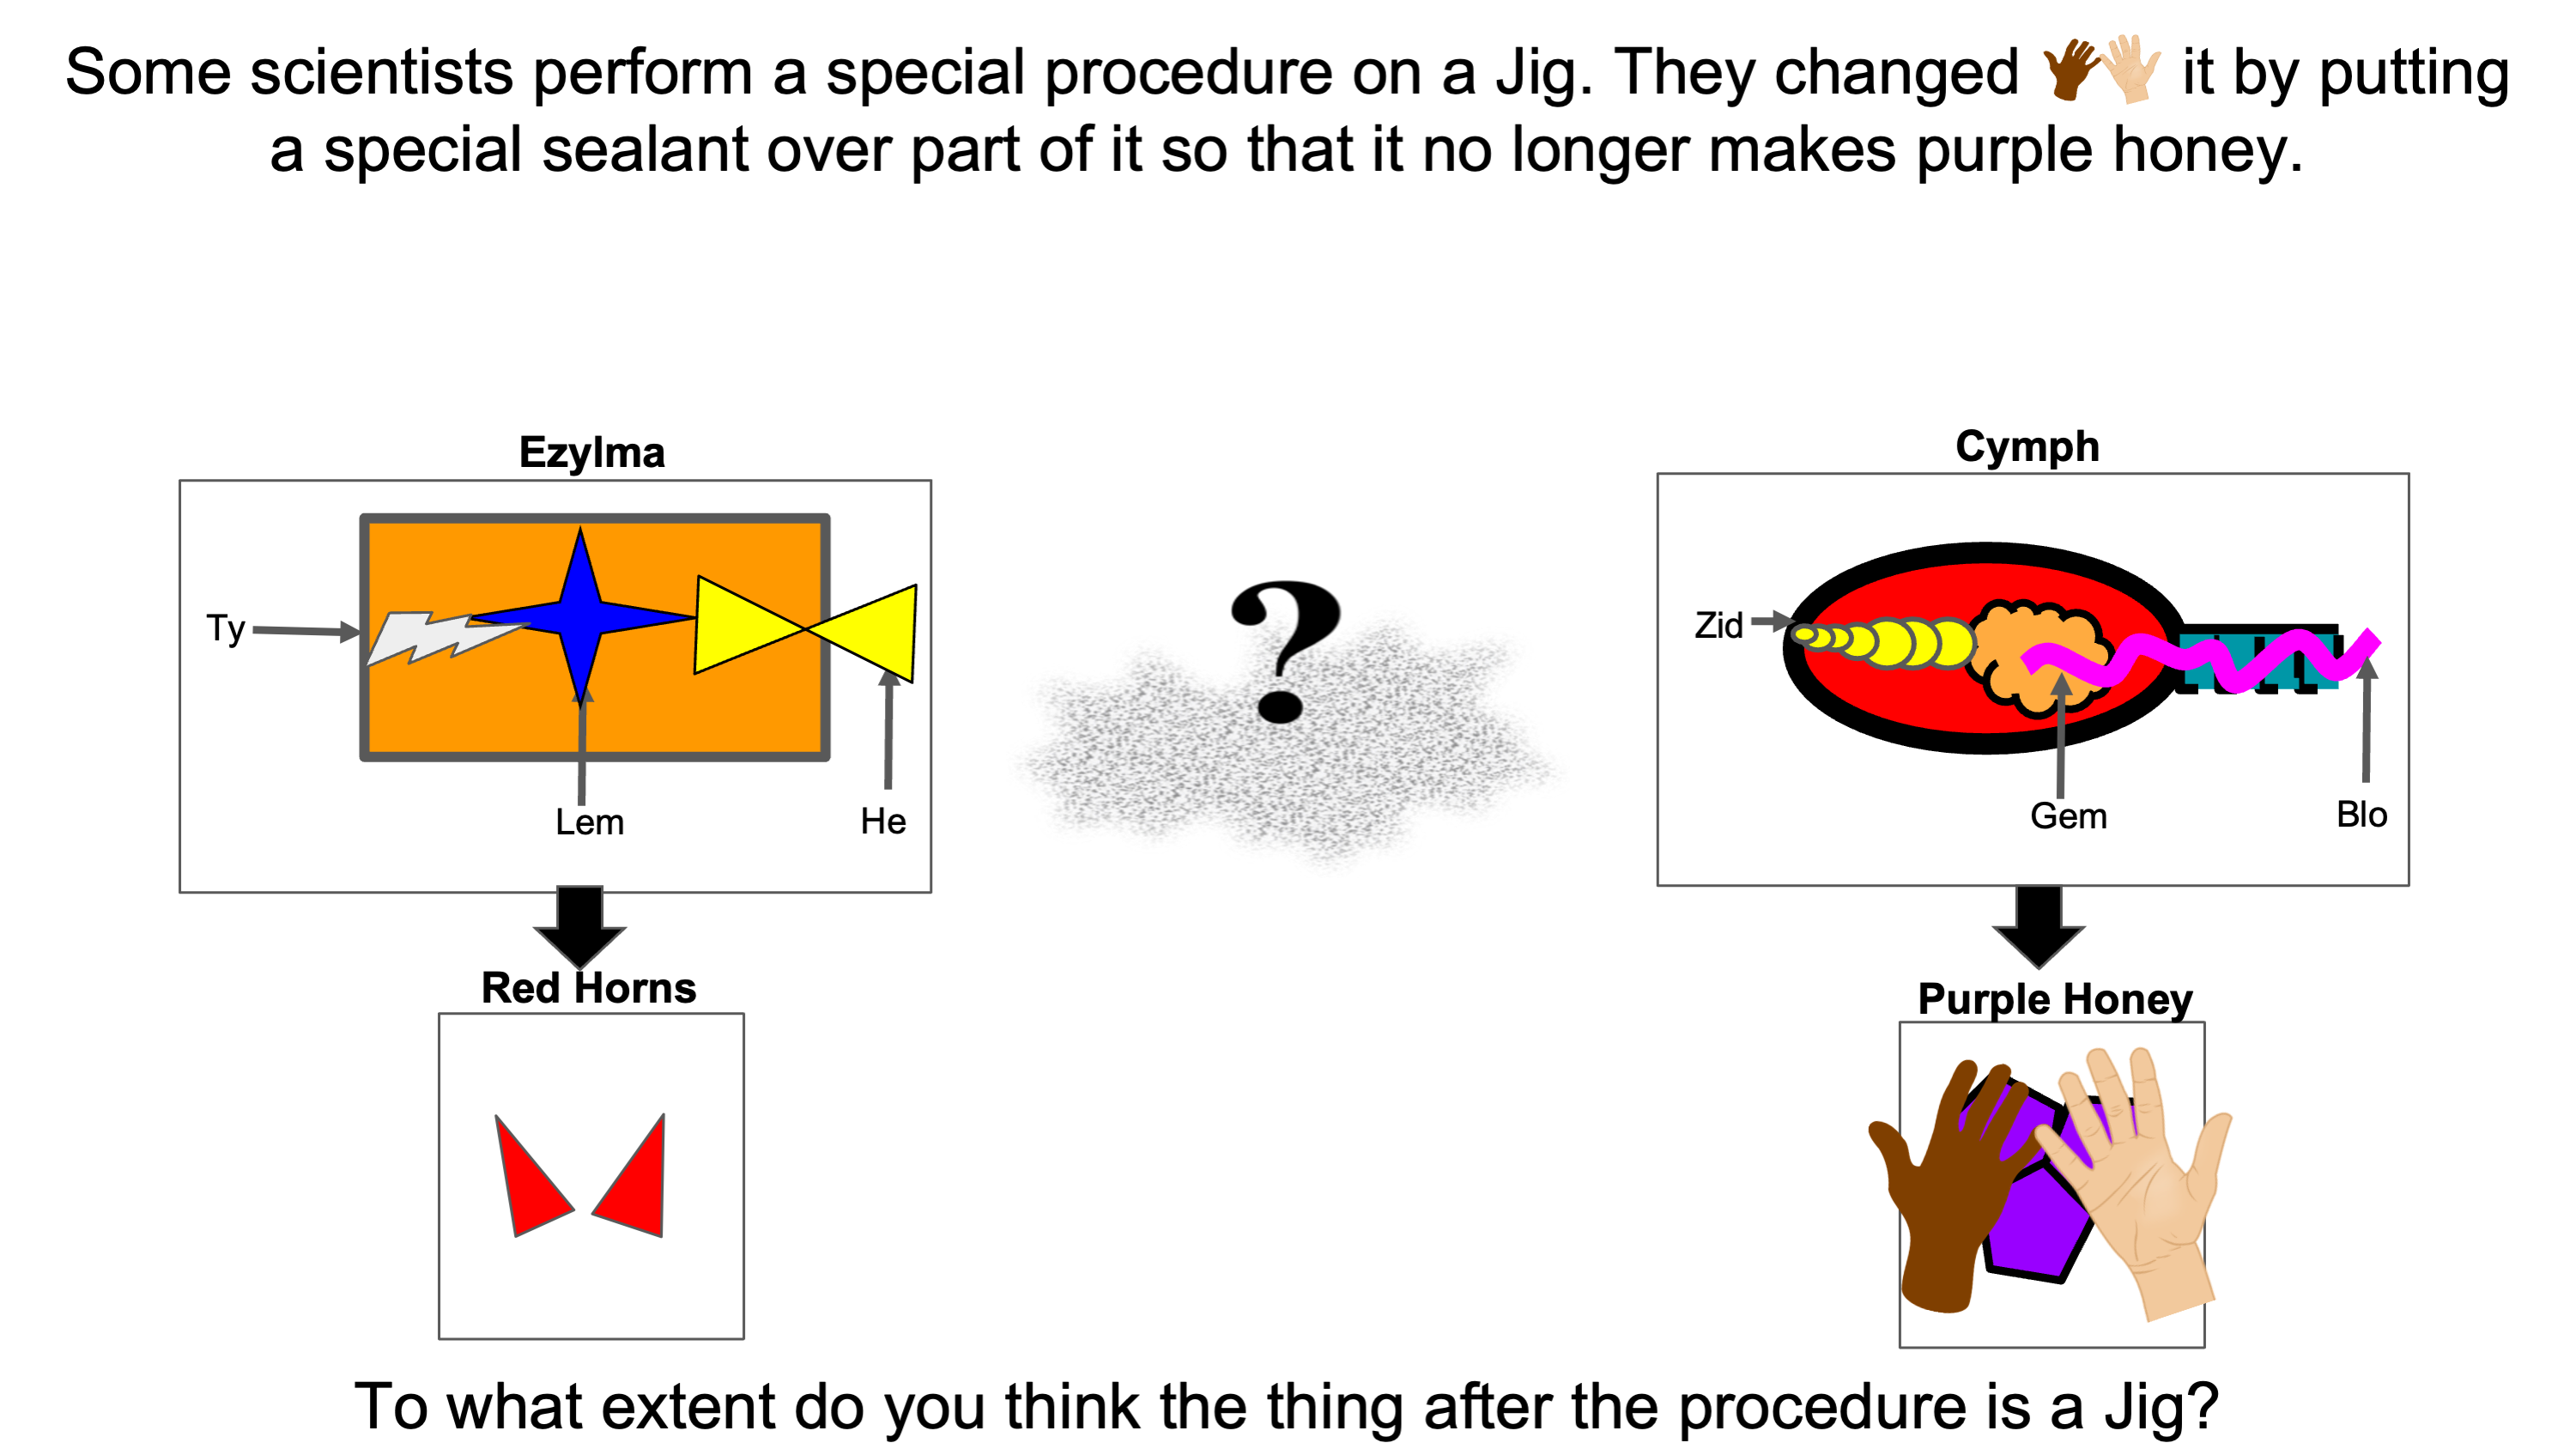 Some scientists perform a special procedure on a Jig. They changed it by putting
a special sealant over part of it so that it no longer makes purple honey.
Ezylma
Cymph
Ty
Lem
He
Zid
Gem
Blo
?
Red Horns
Purple Honey
To what extent do you think the thing after the procedure is a Jig?